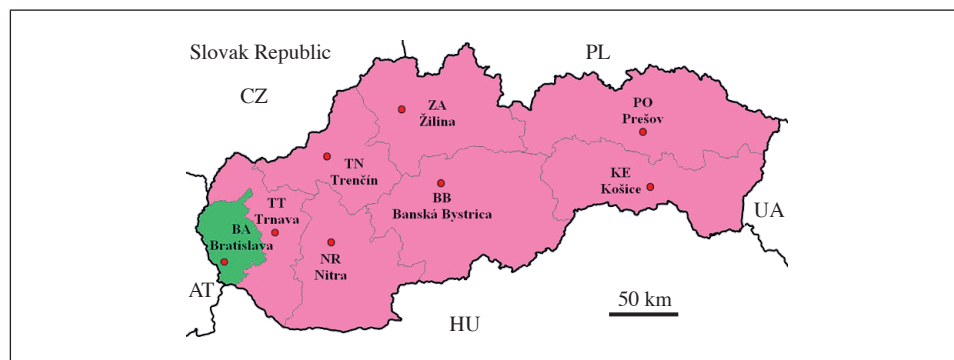 Slovak Republic
PL
CZ
ZA
Žilina
PO
Prešov
TN
Trenčín
KE
Košice
BB
Banská Bystrica
TT
Trnava
UA
BA
Bratislava
NR
Nitra
AT
50 km
HU